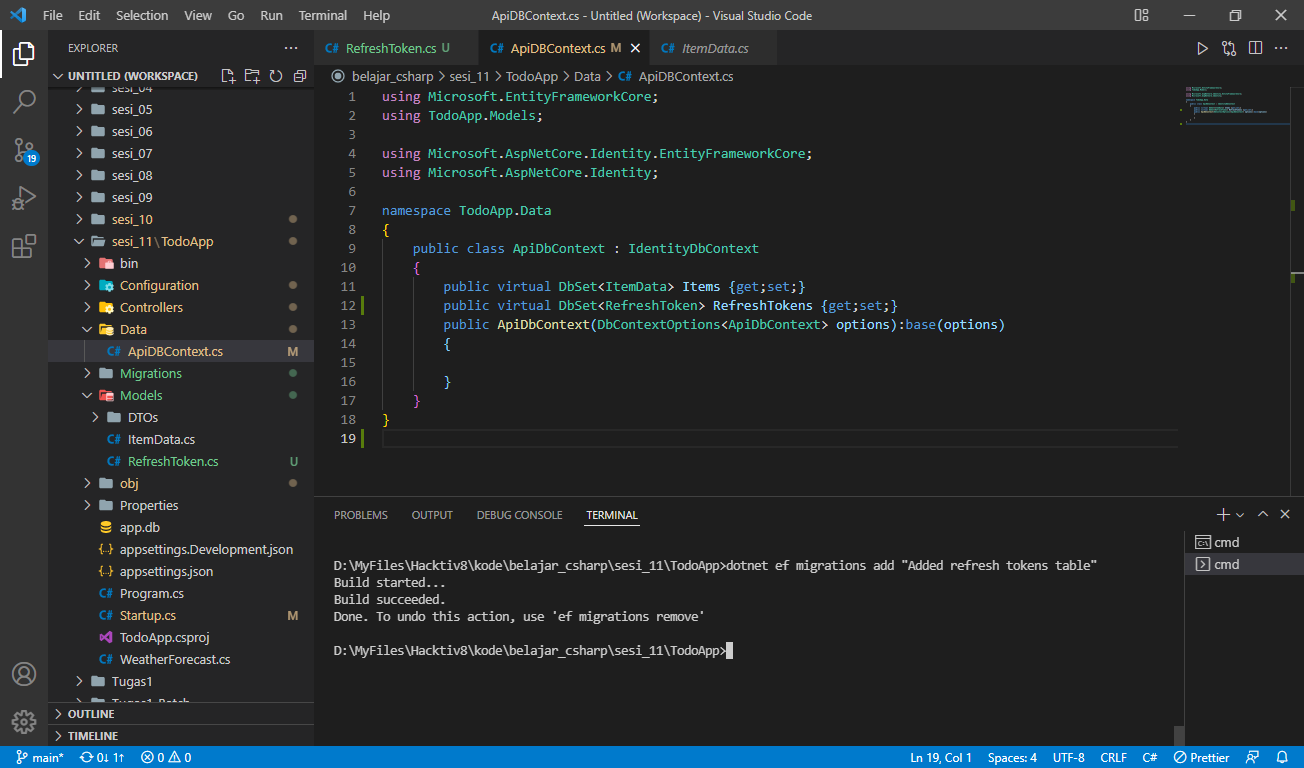 File Edit Selection View Go Run Terminal Help ApiDBContext.cs - Untitled (Workspace) - Visual Studio Code
EXPLORER
UNTITLED (WORKSPACE)
sesi_04
sesi_05
sesi_06
sesi_07
sesi_08
sesi_09
sesi_10
sesi_11\TodoApp
bin
Configuration
Controllers
Data
C# ApiDBContext.cs M
Migrations
Models
DTOs
C# ItemData.cs
C# RefreshToken.cs U
obj
Properties
app.db
{..} appsettings.Development.json
{..} appsettings.json
C# Program.cs
C# Startup.cs M
TodoApp.csproj
C# WeatherForecast.cs
Tugas1
Tugas1_Batch
OUTLINE
TIMELINE
19
C# RefreshToken.cs U C# ApiDBContext.cs M C# ItemData.cs
belajar_csharp > sesi_11 > TodoApp > Data > C# ApiDBContext.cs
1 using Microsoft.EntityFrameworkCore;
2 using TodoApp.Models;
3
4 using Microsoft.AspNetCore.Identity.EntityFrameworkCore;
5 using Microsoft.AspNetCore.Identity;
6
7 namespace TodoApp.Data
8 {
9 public class ApiDbContext : IdentityDbContext
10 {
11 public virtual DbSet<ItemData> Items {get;set;}
12 public virtual DbSet<RefreshToken> RefreshTokens {get;set;}
13 public ApiDbContext(DbContextOptions<ApiDbContext> options):base(options)
14 {
15
16 }
17 }
18 }
19
PROBLEMS OUTPUT DEBUG CONSOLE TERMINAL
D:\MyFiles\Hacktiv8\kode\belajar_csharp\sesi_11\TodoApp>dotnet ef migrations add "Added refresh tokens table"
Build started...
Build succeeded.
Done. To undo this action, use 'ef migrations remove'
D:\MyFiles\Hacktiv8\kode\belajar_csharp\sesi_11\TodoApp>
cmd
cmd
main* 0↓ 1↑ 0 0 Ln 19, Col 1 Spaces: 4 UTF-8 CRLF C# Prettier